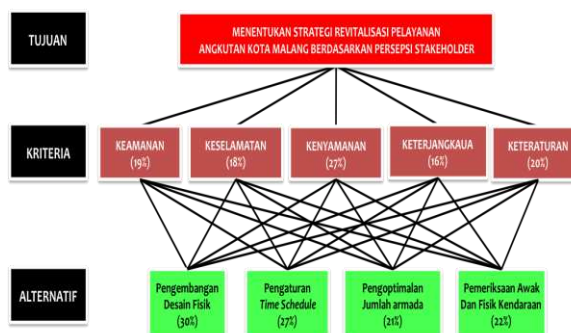 TUJUAN
MENENTUKAN STRATEGI REVITALISASI PELAYANAN
ANGKUTAN KOTA MALANG BERDASARKAN PERSEPSI STAKEHOLDER
KRITERIA
KEAMANAN
(19%)
KESELAMATAN
(18%)
KENYAMANAN
(27%)
KETERJANGKAUA
(16%)
KETERATURAN
(20%)
ALTERNATIF
Pengembangan
Desain Fisik
(30%)
Pengaturan
Time Schedule
(27%)
Pengoptimalan
Jumlah armada
(21%)
Pemeriksaan Awak
Dan Fisik Kendaraan
(22%)